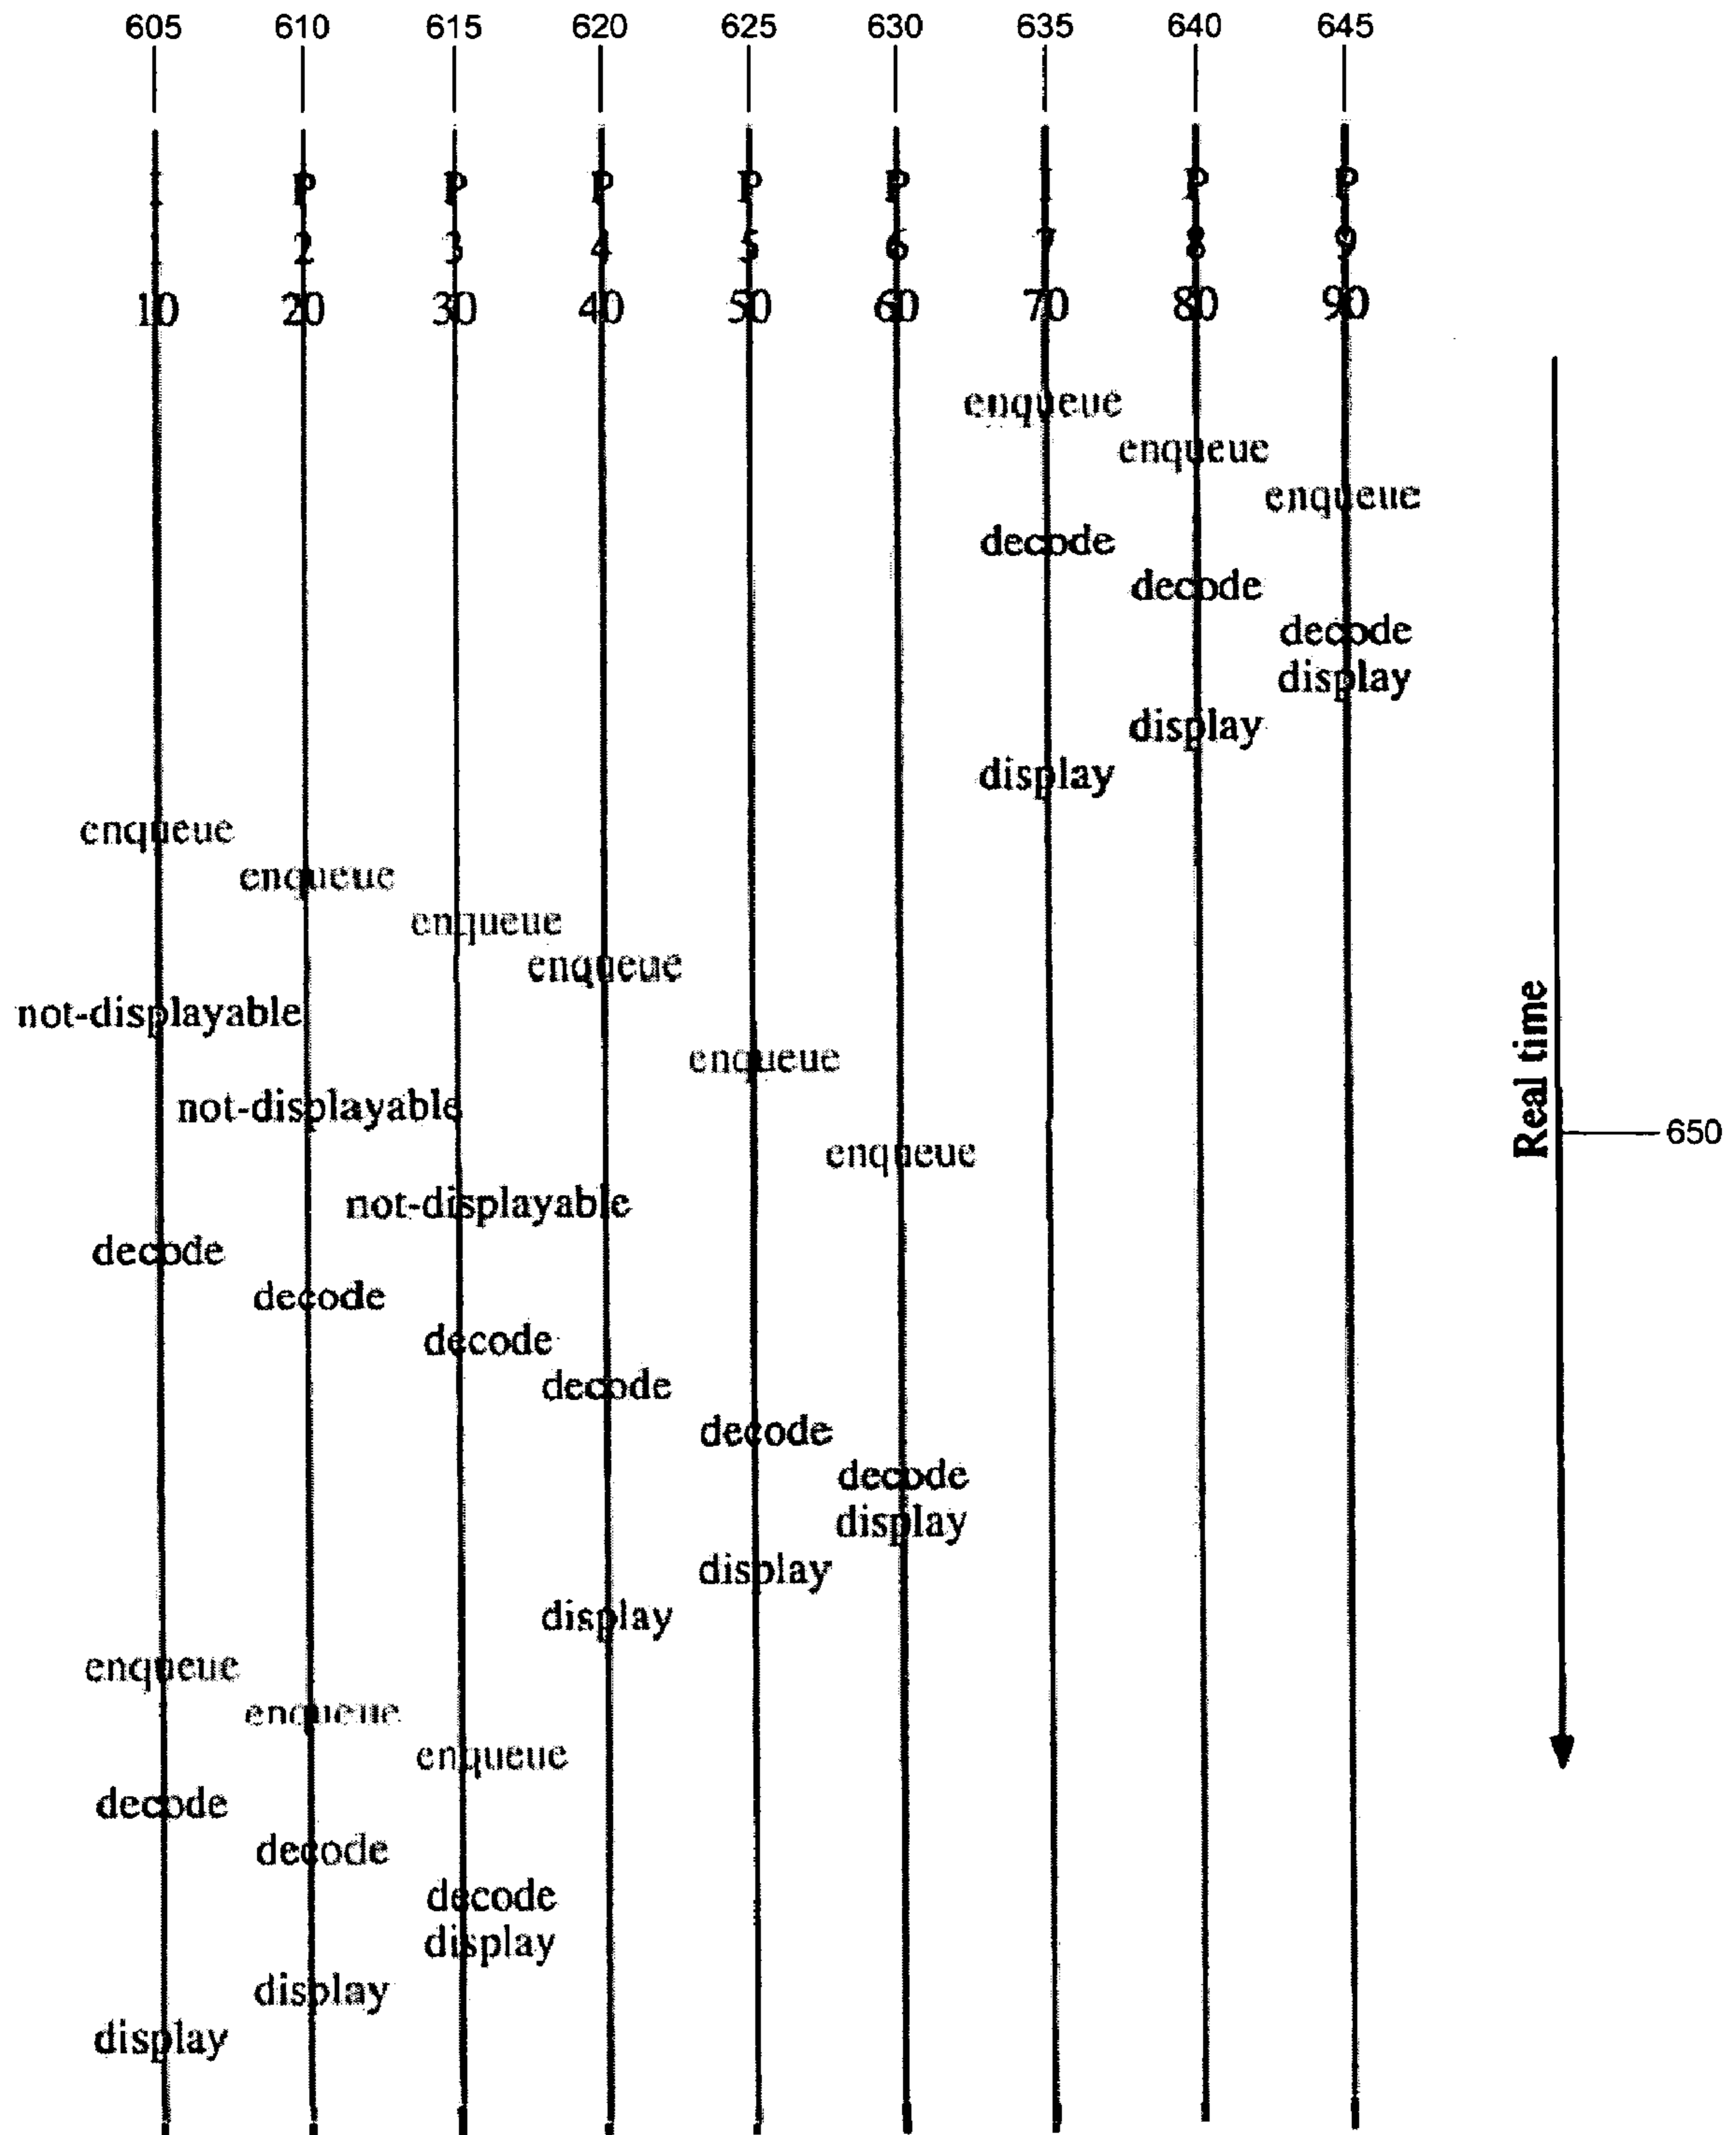 605 610 615 620 625 630 635 640 645
I P P P P P I P P
1 2 3 4 5 6 7 8 9
10 20 30 40 50 60 70 80 90
enqueue
enqueue
enqueue
decode
decode
decode
display
display
display
enqueue
enqueue
enqueue
enqueue
not-displayable
enqueue
not-displayable
Real time
650
enqueue
not-displayable
decode
decode
decode
decode
decode
decode
display
display
display
enqueue
enqueue
enqueue
decode
decode
decode
display
display
display